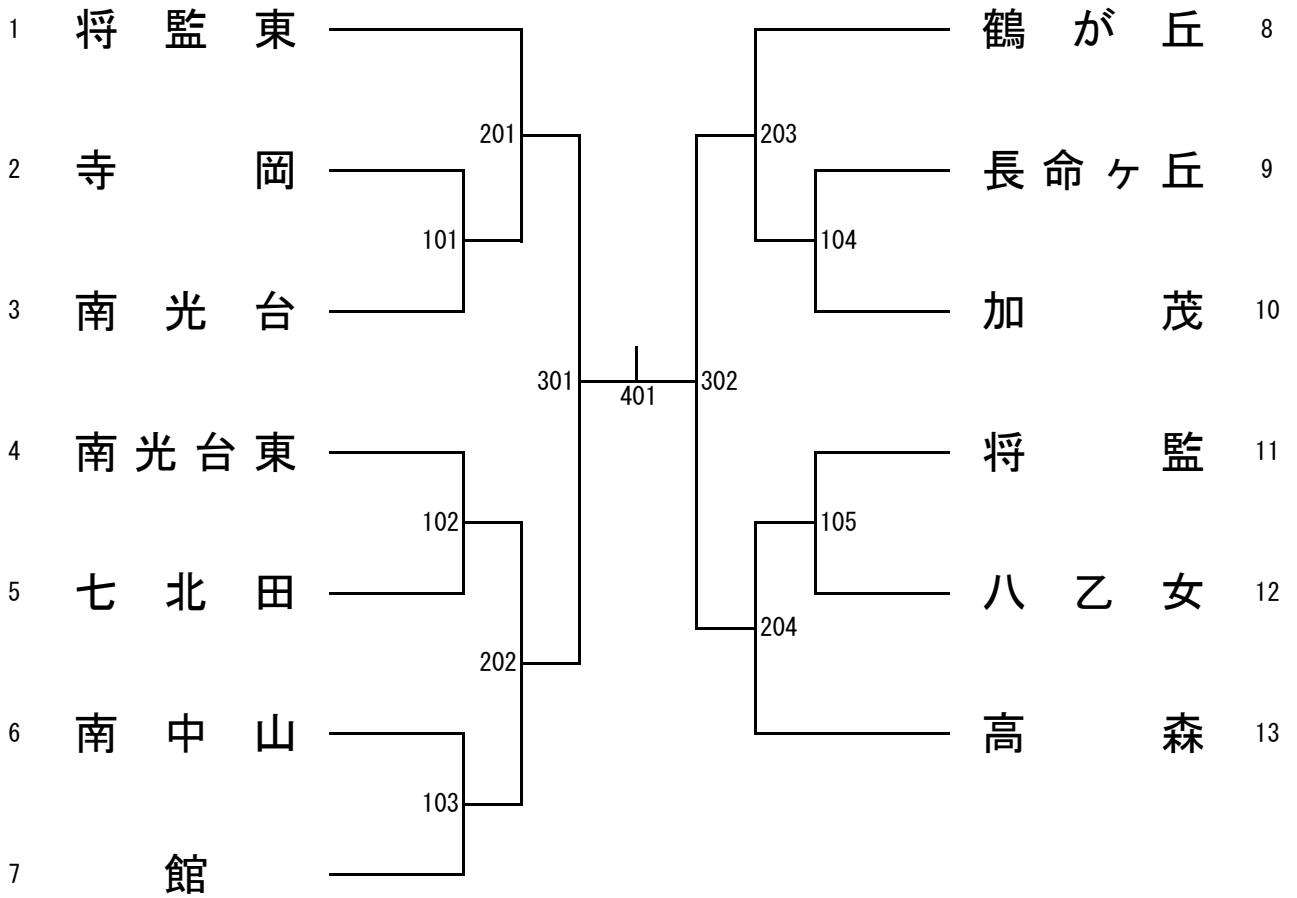 1 将監東
鶴が丘 8
201
203
2 寺岡
長命ヶ丘 9
101
104
3 南光台
加茂 10
301
302
401
4 南光台東
将監 11
102
105
5 七北田
八乙女 12
204
202
6 南中山
高森 13
103
7 館